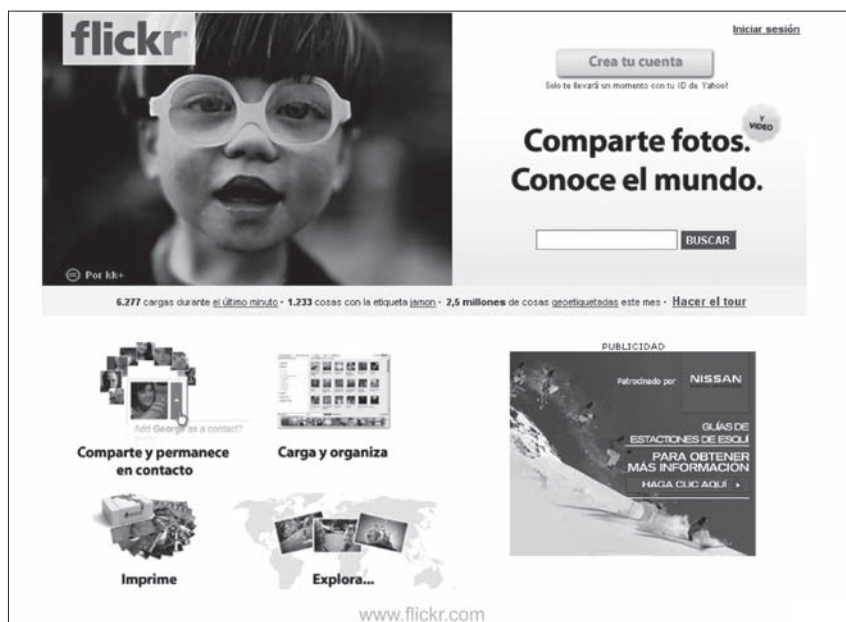 flickr
Iniciar sesión
Crea tu cuenta
Solo te llevará un momento con tu ID de Yahoo!
Y
VIDEO
Comparte fotos.
Conoce el mundo.
BUSCAR
Por kk+
6.277 cargas durante el último minuto · 1.233 cosas con la etiqueta jamon · 2,5 millones de cosas geoetiquetadas este mes · Hacer el tour
Add George as a contact?
Comparte y permanece
en contacto
Carga y organiza
Imprime
Explora...
PUBLICIDAD
Patrocinado por
NISSAN
GUÍAS DE
ESTACTIONES DE ESQUÍ
PARA OBTENER
MÁS INFORMACIÓN
HAGA CLIC AQUÍ
www.flickr.com